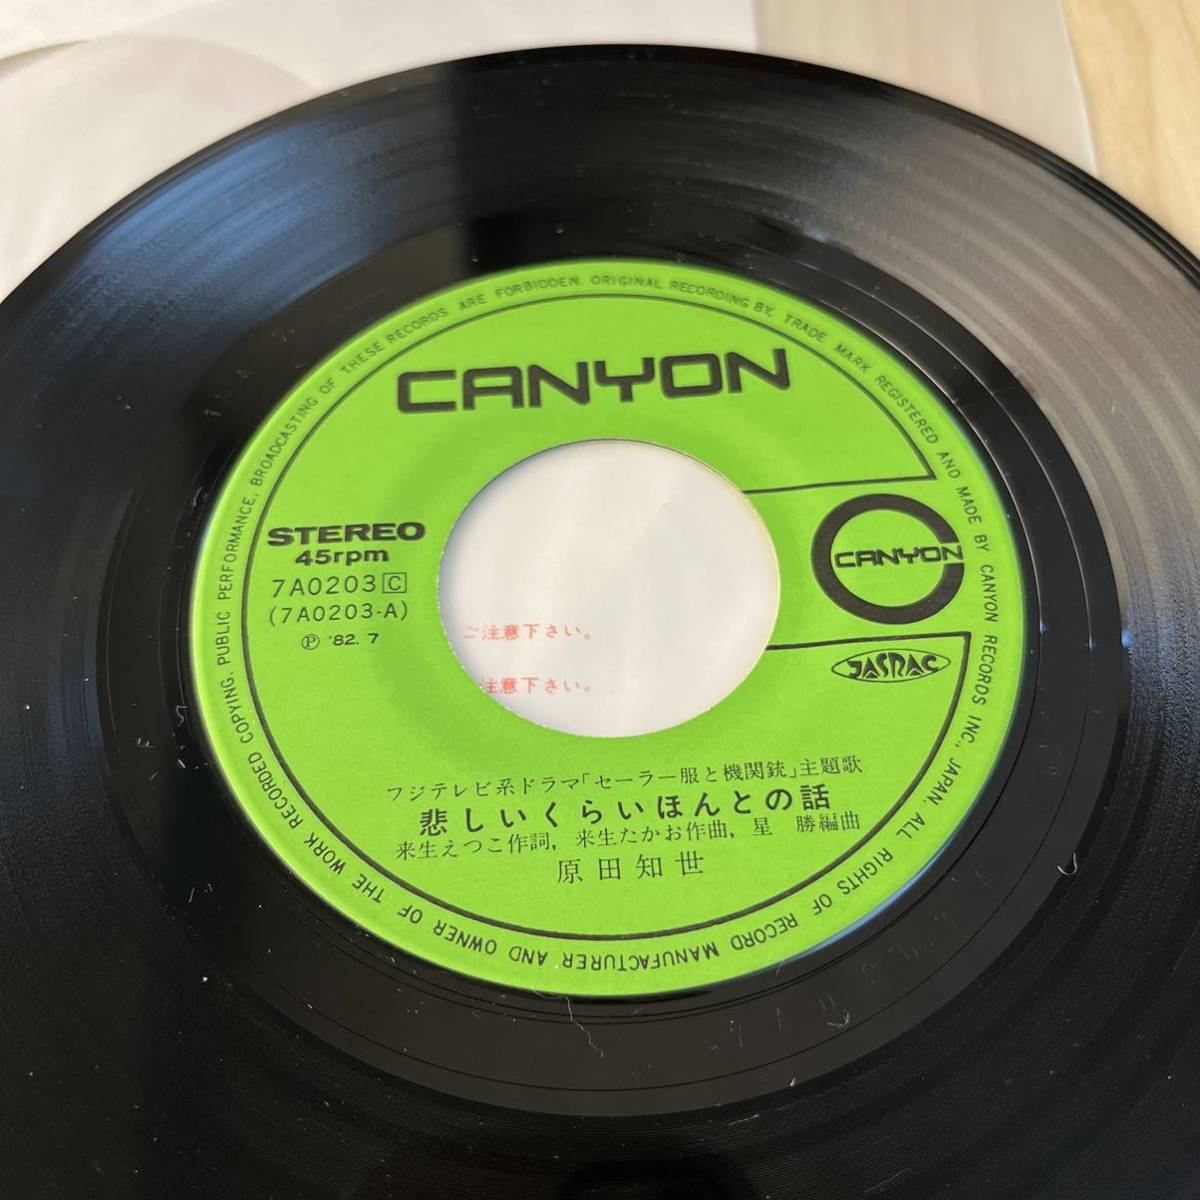 CANYON
STEREO
45rpm
7A0203 C
(7A0203-A)
Ⓟ '82. 7
CANYON
JASRAC
ご注意下さい。
注意下さい。
フジテレビ系ドラマ「セーラー服と機関銃」主題歌
悲しいくらいほんとの話
来生えつこ作詞, 来生たかお作曲, 星 勝編曲
原田知世
ALL RIGHTS OF RECORD MANUFACTURER AND OWNER OF THE WORK RECORDED COPYING, PUBLIC PERFORMANCE, BROADCASTING OF THESE RECORDS ARE FORBIDDEN. ORIGINAL RECORDING BY, TRADE MARK REGISTERED AND MADE BY CANYON RECORDS INC., JAPAN.